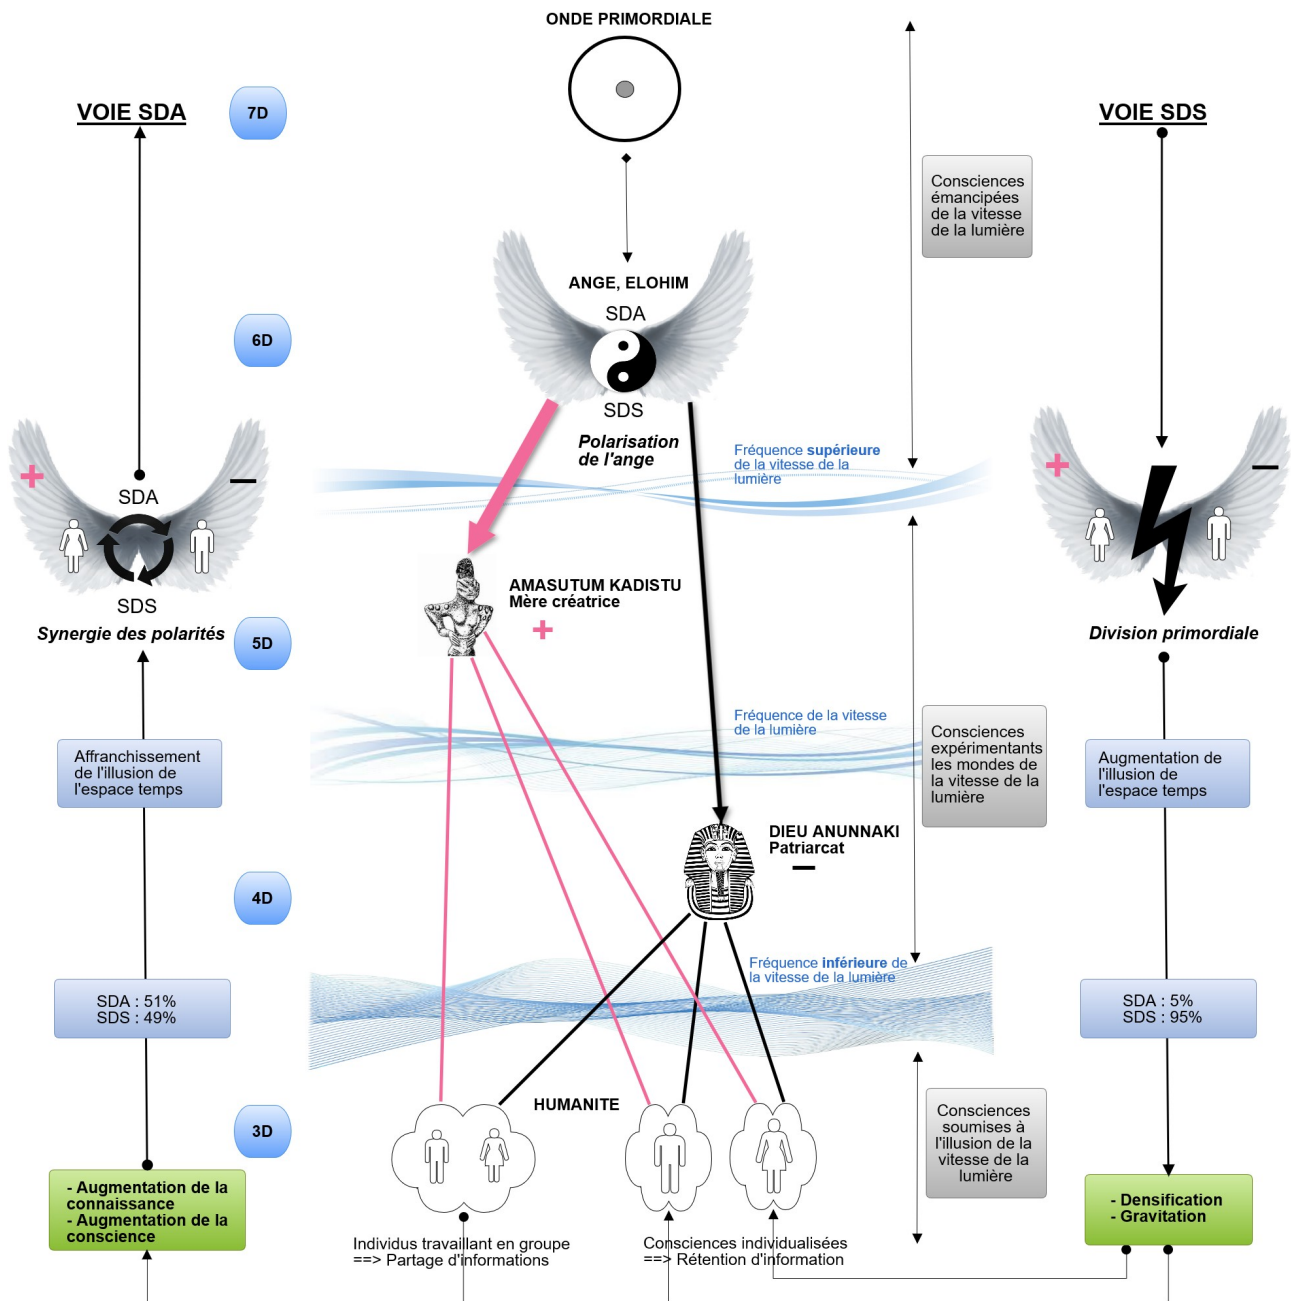 ONDE PRIMORDIALE
VOIE SDA
7D
VOIE SDS
Consciences
émancipées
de la vitesse
de la lumière
ANGE, ELOHIM
SDA
6D
SDS
Polarisation
de l'ange
Fréquence supérieure
de la vitesse de la
lumière
+
–
SDA
SDS
Synergie des polarités
5D
+
–
Division primordiale
AMASUTUM KADISTU
Mère créatrice
+
Fréquence de la vitesse
de la lumière
Consciences
expérimentants
les mondes de
la vitesse de la
lumière
Affranchissement
de l'illusion de
l'espace temps
Augmentation de
l'illusion de
l'espace temps
DIEU ANUNNAKI
Patriarcat
–
4D
Fréquence inférieure de
la vitesse de la lumière
SDA : 51%
SDS : 49%
SDA : 5%
SDS : 95%
HUMANITE
3D
Consciences
soumises à
l'illusion de la
vitesse de la
lumière
- Augmentation de la
connaissance
- Augmentation de la
conscience
- Densification
- Gravitation
Individus travaillant en groupe
==> Partage d'informations
Consciences individualisées
==> Rétention d'information